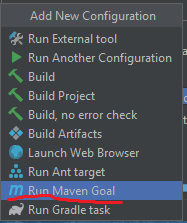 Add New Configuration
Run External tool
Run Another Configuration
Build
Build Project
Build, no error check
Build Artifacts
Launch Web Browser
Run Ant target
Run Maven Goal
Run Gradle task